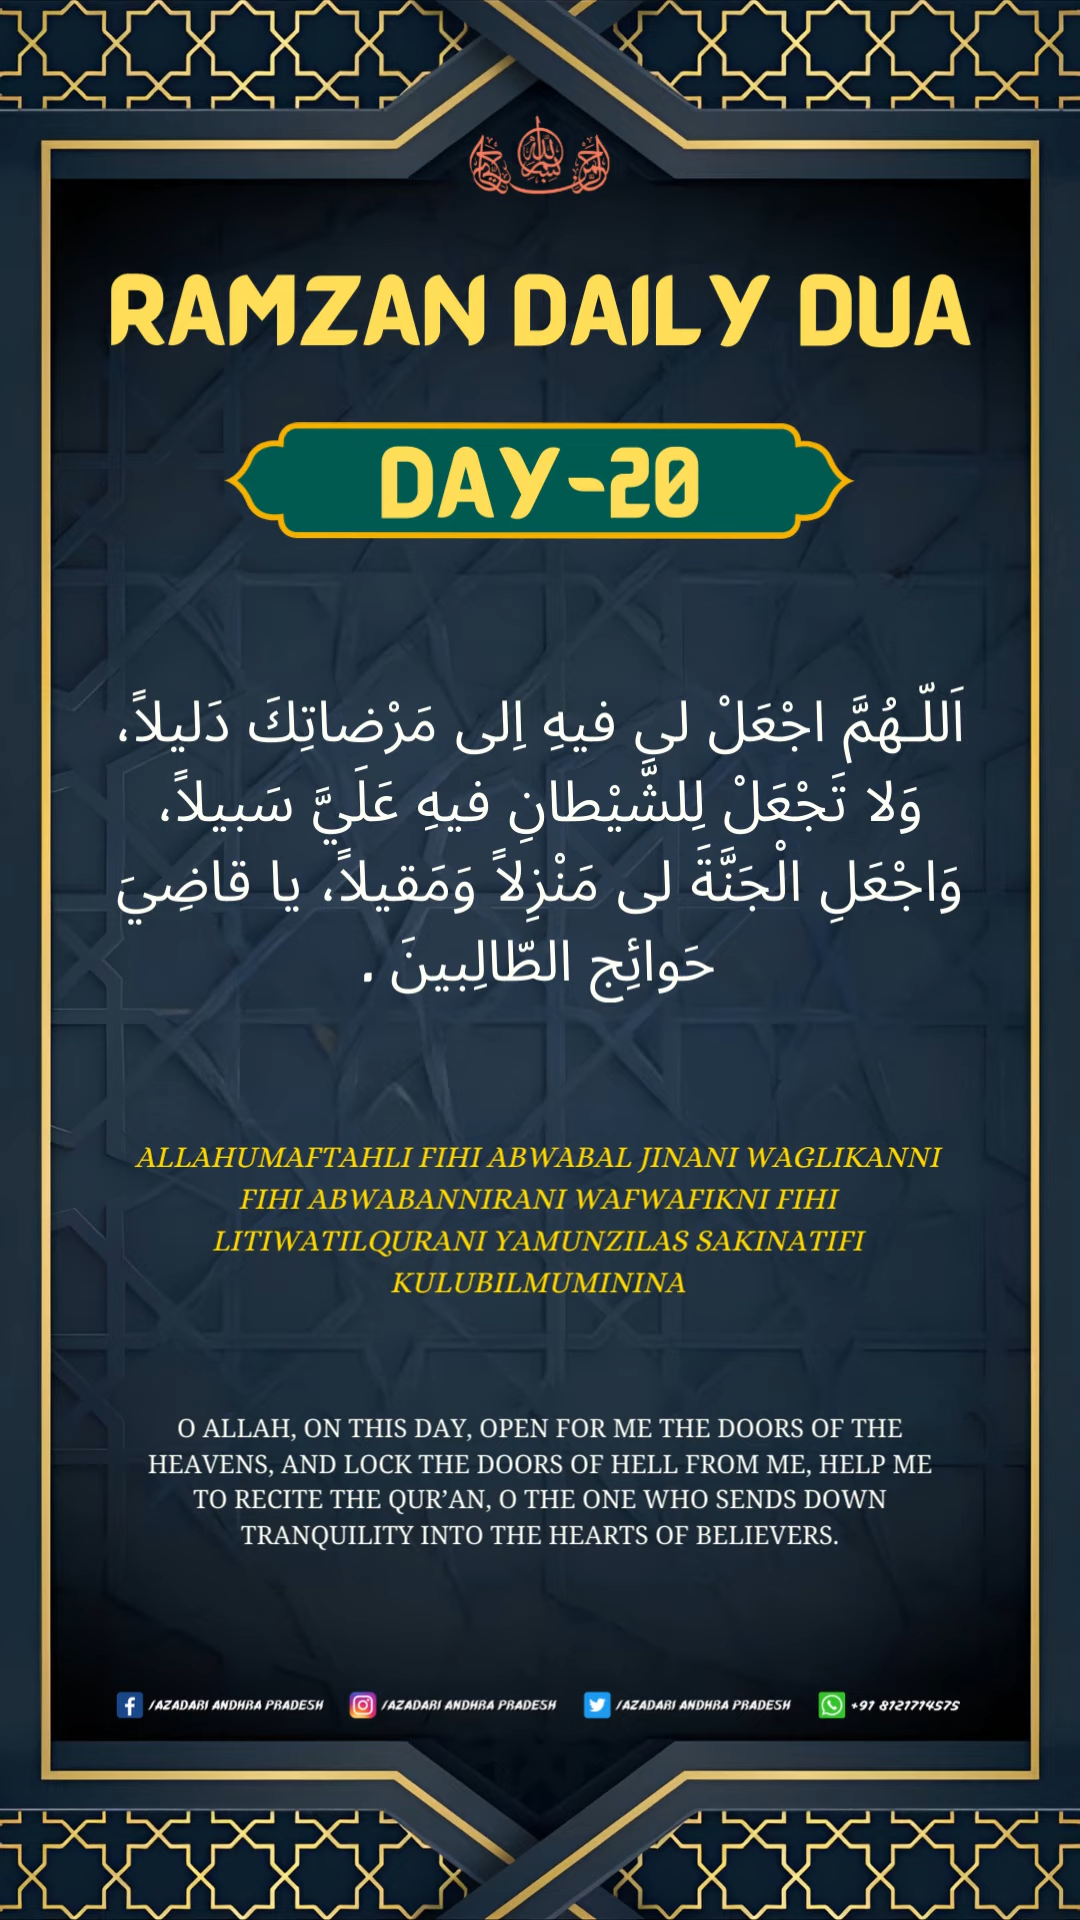 RAMZAN DAILY DUA
DAY-20
اَللّـهُمَّ اجْعَلْ لي فيهِ اِلى مَرْضاتِكَ دَليلاً،
وَلا تَجْعَلْ لِلشَّيْطانِ فيهِ عَلَيَّ سَبيلاً،
وَاجْعَلِ الْجَنَّةَ لى مَنْزِلاً وَمَقيلاً، يا قاضِيَ
حَوائِج الطّالِبينَ .
ALLAHUMAFTAHLI FIHI ABWABAL JINANI WAGLIKANNI
FIHI ABWABANNIRANI WAFWAFIKNI FIHI
LITIWATILQURANI YAMUNZILAS SAKINATIFI
KULUBILMUMININA
O ALLAH, ON THIS DAY, OPEN FOR ME THE DOORS OF THE
HEAVENS, AND LOCK THE DOORS OF HELL FROM ME, HELP ME
TO RECITE THE QUR’AN, O THE ONE WHO SENDS DOWN
TRANQUILITY INTO THE HEARTS OF BELIEVERS.
/AZADARI ANDHRA PRADESH /AZADARI ANDHRA PRADESH /AZADARI ANDHRA PRADESH +91 8121714575